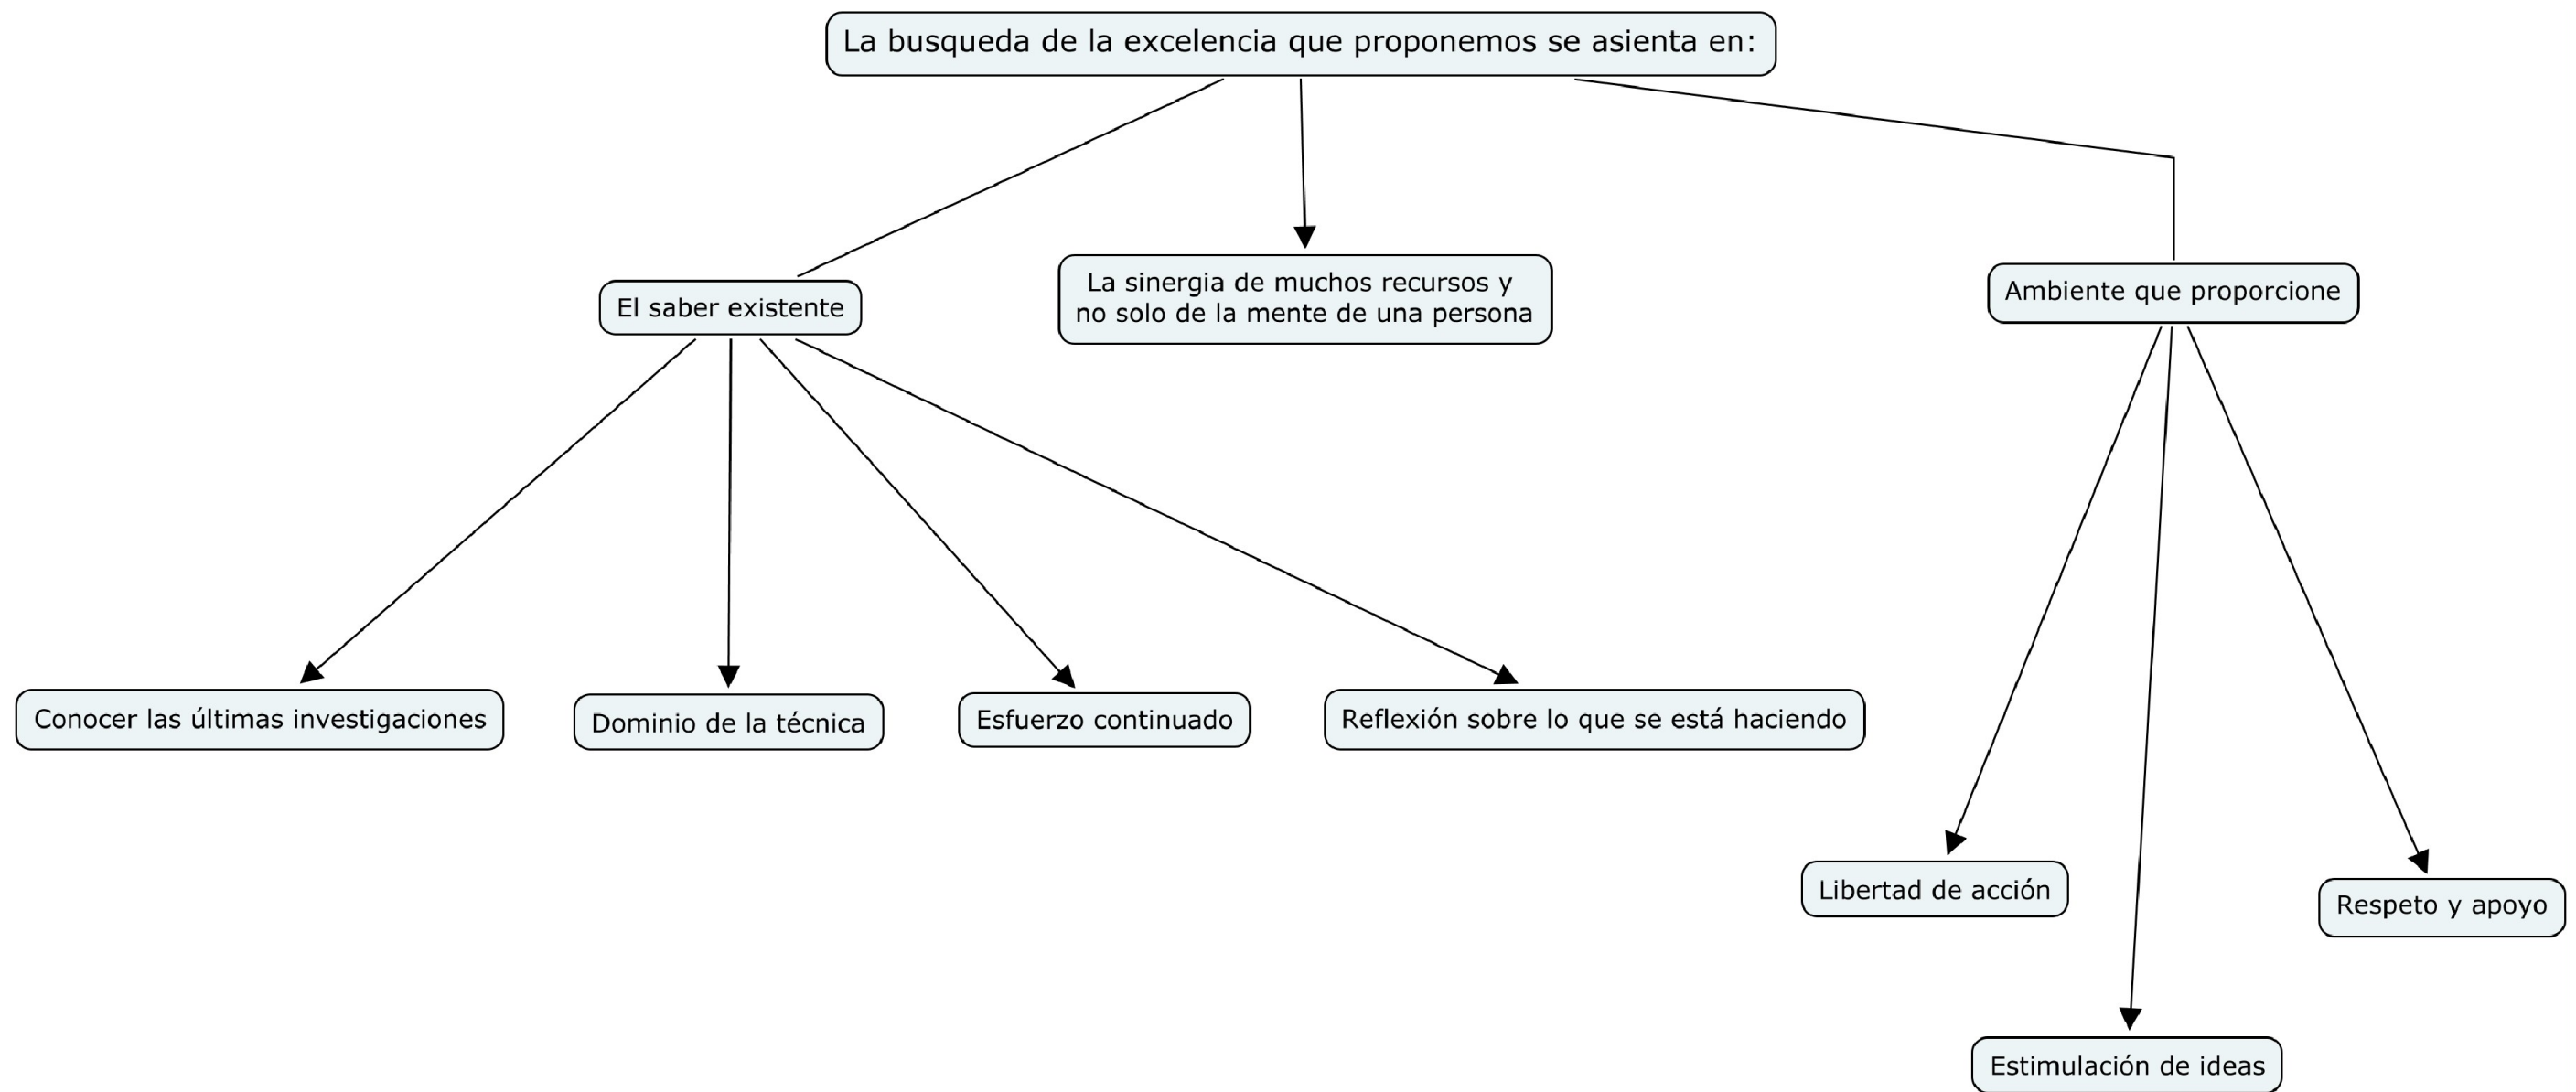 La busqueda de la excelencia que proponemos se asienta en:
El saber existente
La sinergia de muchos recursos y
no solo de la mente de una persona
Ambiente que proporcione
Conocer las últimas investigaciones
Dominio de la técnica
Esfuerzo continuado
Reflexión sobre lo que se está haciendo
Libertad de acción
Respeto y apoyo
Estimulación de ideas